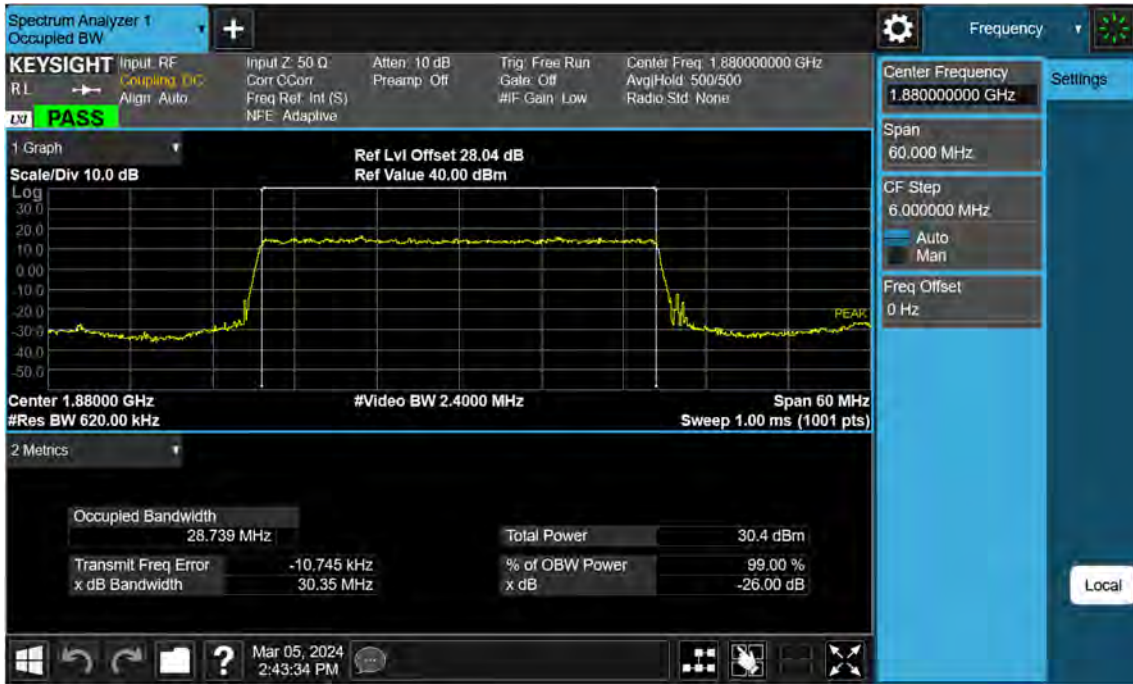 Spectrum Analyzer 1
Occupied BW
+
Frequency
KEYSIGHT
RL
LXI
PASS
Input: RF
Coupling: DC
Align: Auto
Input Z: 50 Ω
Corr CCorr
Freq Ref: Int (S)
NFE: Adaptive
Atten: 10 dB
Preamp: Off
Trig: Free Run
Gate: Off
#IF Gain: Low
Center Freq: 1.880000000 GHz
Avg|Hold: 500/500
Radio Std: None
1 Graph
Scale/Div 10.0 dB
Ref Lvl Offset 28.04 dB
Ref Value 40.00 dBm
Log
30.0
20.0
10.0
0.00
-10.0
-20.0
-30.0
-40.0
-50.0
PEAK
Center 1.88000 GHz
#Video BW 2.4000 MHz
Span 60 MHz
#Res BW 620.00 kHz
Sweep 1.00 ms (1001 pts)
2 Metrics
Occupied Bandwidth
28.739 MHz
Total Power 30.4 dBm
Transmit Freq Error -10.745 kHz
% of OBW Power 99.00 %
x dB Bandwidth 30.35 MHz
x dB -26.00 dB
Center Frequency
1.880000000 GHz
Settings
Span
60.000 MHz
CF Step
6.000000 MHz
Auto
Man
Freq Offset
0 Hz
Local
?
Mar 05, 2024
2:43:34 PM